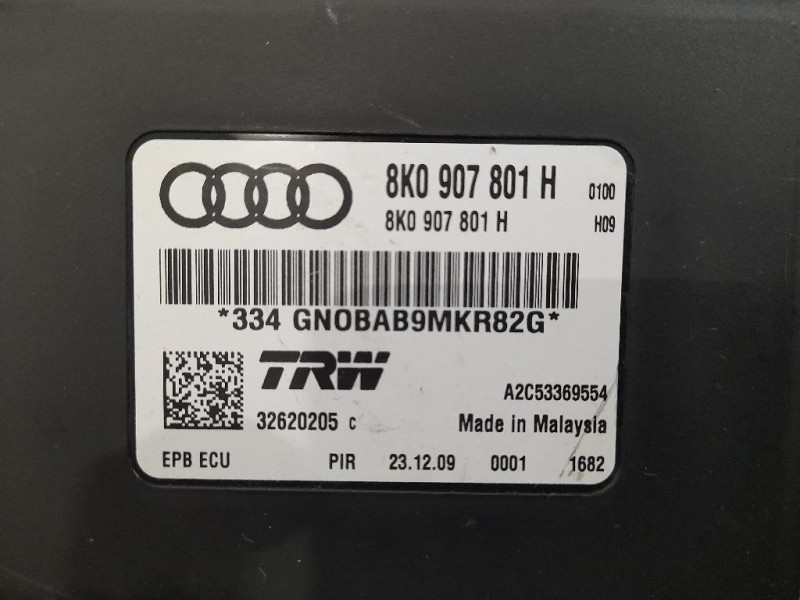 8K0 907 801 H 0100
8K0 907 801 H H09
*334 GN0BAB9MKR82G*
TRW
A2C53369554
32620205 C
Made in Malaysia
EPB ECU PIR 23.12.09 0001 1682